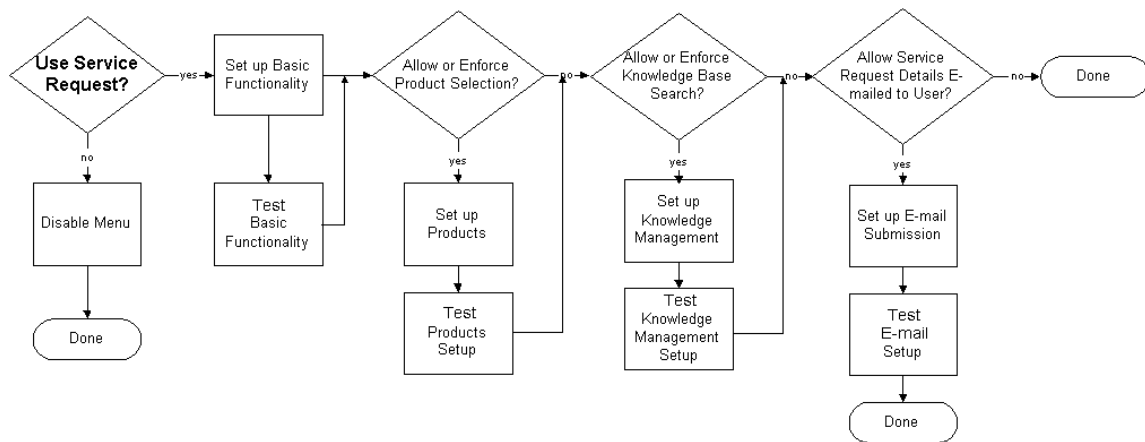 Use Service
Request?
yes
no
Disable Menu
Done
Set up Basic
Functionality
Test
Basic
Functionality
Allow or Enforce
Product Selection?
no
yes
Set up
Products
Test
Products
Setup
Allow or Enforce
Knowledge Base
Search?
no
yes
Set up
Knowledge
Management
Test
Knowledge
Management
Setup
Allow Service
Request Details E-
mailed to User?
no
Done
yes
Set up E-mail
Submission
Test
E-mail
Setup
Done